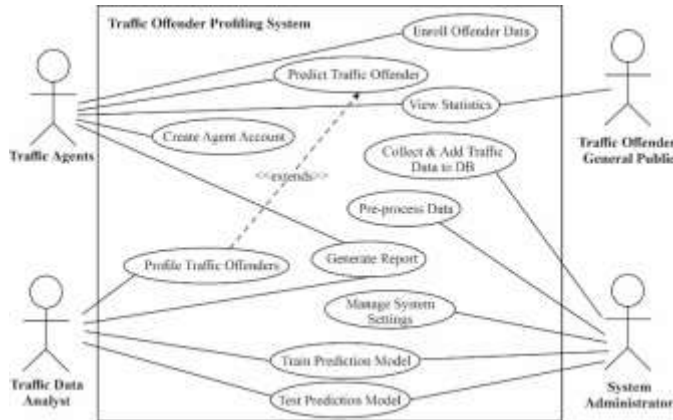 Traffic Offender Profiling System
Enroll Offender Data
Predict Traffic Offender
View Statistics
Traffic Agents
Create Agent Account
Traffic Offender
General Public
Collect & Add Traffic
Data to DB
<<extends>>
Pre-process Data
Profile Traffic Offenders
Generate Report
Manage System
Settings
Train Prediction Model
Traffic Data
Analyst
Test Prediction Model
System
Administrator